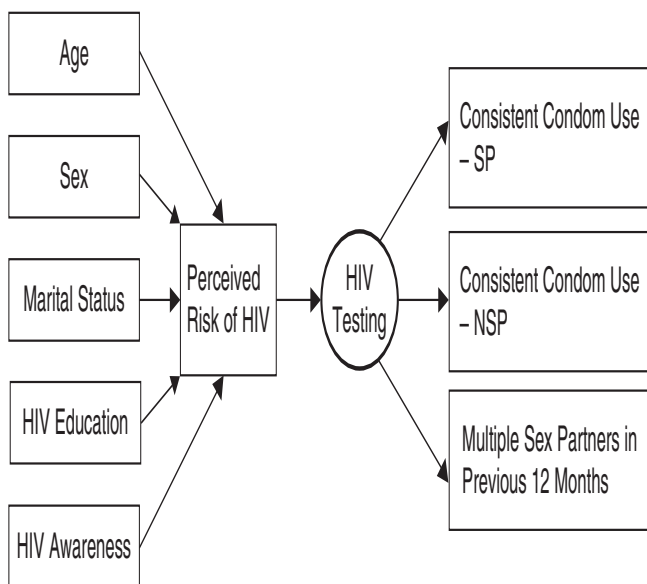 Age
Sex
Marital Status
HIV Education
HIV Awareness
Perceived
Risk of HIV
HIV
Testing
Consistent Condom Use
– SP
Consistent Condom Use
– NSP
Multiple Sex Partners in
Previous 12 Months